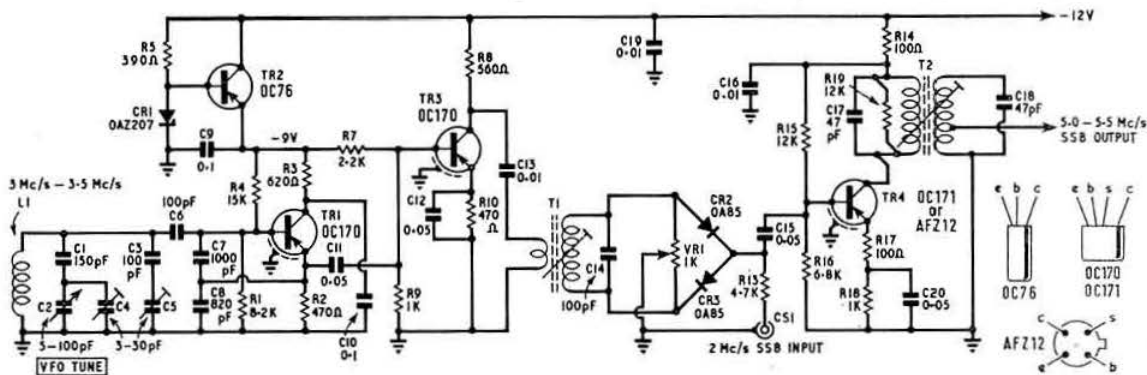 -12V
R5
390Ω
TR2
OC76
CR1
OAZ207
C9
0·1
-9V
R7
2·2K
R8
560Ω
TR3
OC170
C19
0·01
C13
0·01
C12
0·05
R10
470
Ω
R14
100Ω
T2
R19
12K
C16
0·01
C17
47
pF
C18
47pF
R15
12K
5·0-5·5 Mc/s
SSB OUTPUT
3 Mc/s - 3·5 Mc/s
L1
100pF
C6
R4
15K
R3
620Ω
TR1
OC170
C11
0·05
C1
150pF
C3
100
pF
C7
1000
pF
C2
C4
C5
C8
820
pF
R1
8·2K
R2
470Ω
R9
1K
C10
0·1
5-100pF
3-30pF
VFO TUNE
T1
C14
100pF
VR1
1K
CR2
OA85
CR3
OA85
R13
4·7K
CS1
2 Mc/s SSB INPUT
C15
0·05
R16
6·8K
TR4
OC171
or
AFZ12
R17
100Ω
R18
1K
C20
0·05
e b c
OC76
e b s c
OC170
OC171
AFZ12
c
s
e
b